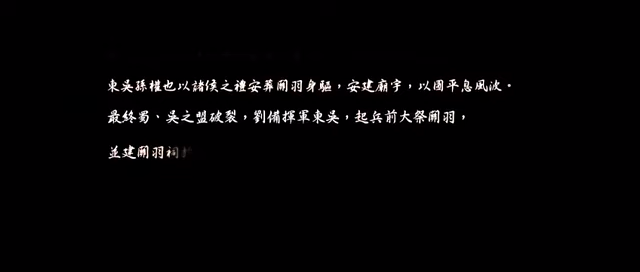 東吳孫權也以諸侯之禮安葬關羽身驅，安建廟宇，以圖平息風波。
最終蜀、吳之盟破裂，劉備揮軍東吳，起兵前大祭關羽，
並建關羽祠